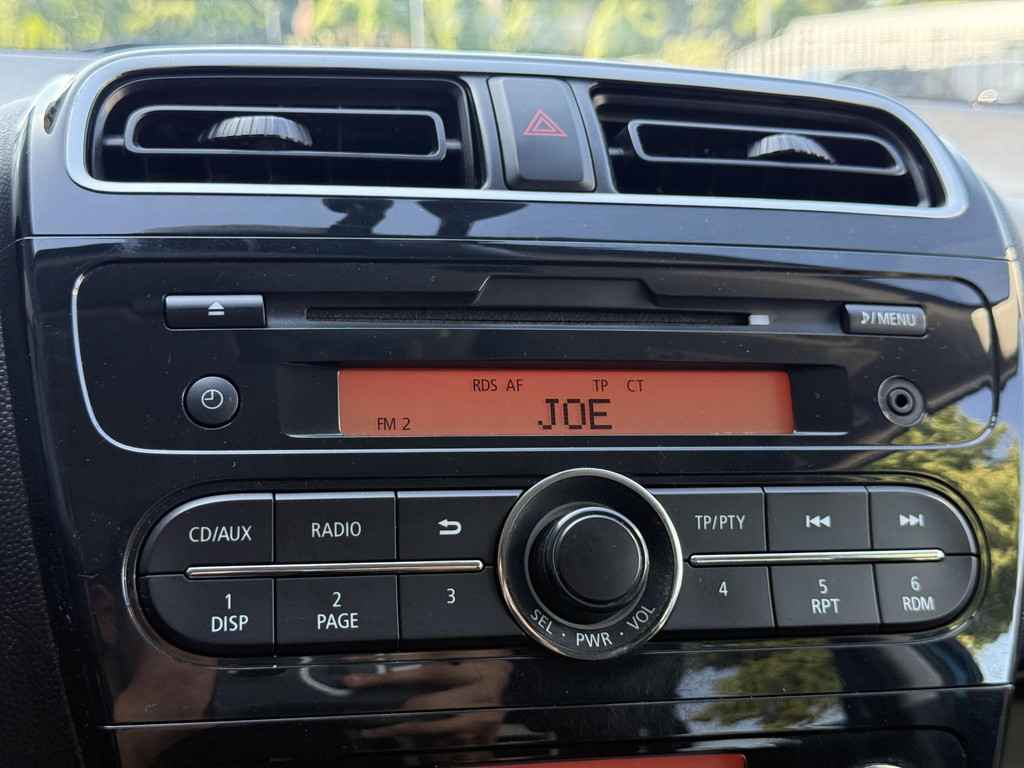 ♪/MENU
RDS AF TP CT
FM 2 JOE
CD/AUX RADIO TP/PTY
1 2 3 4 5 6
DISP PAGE RPT RDM
SEL · PWR · VOL